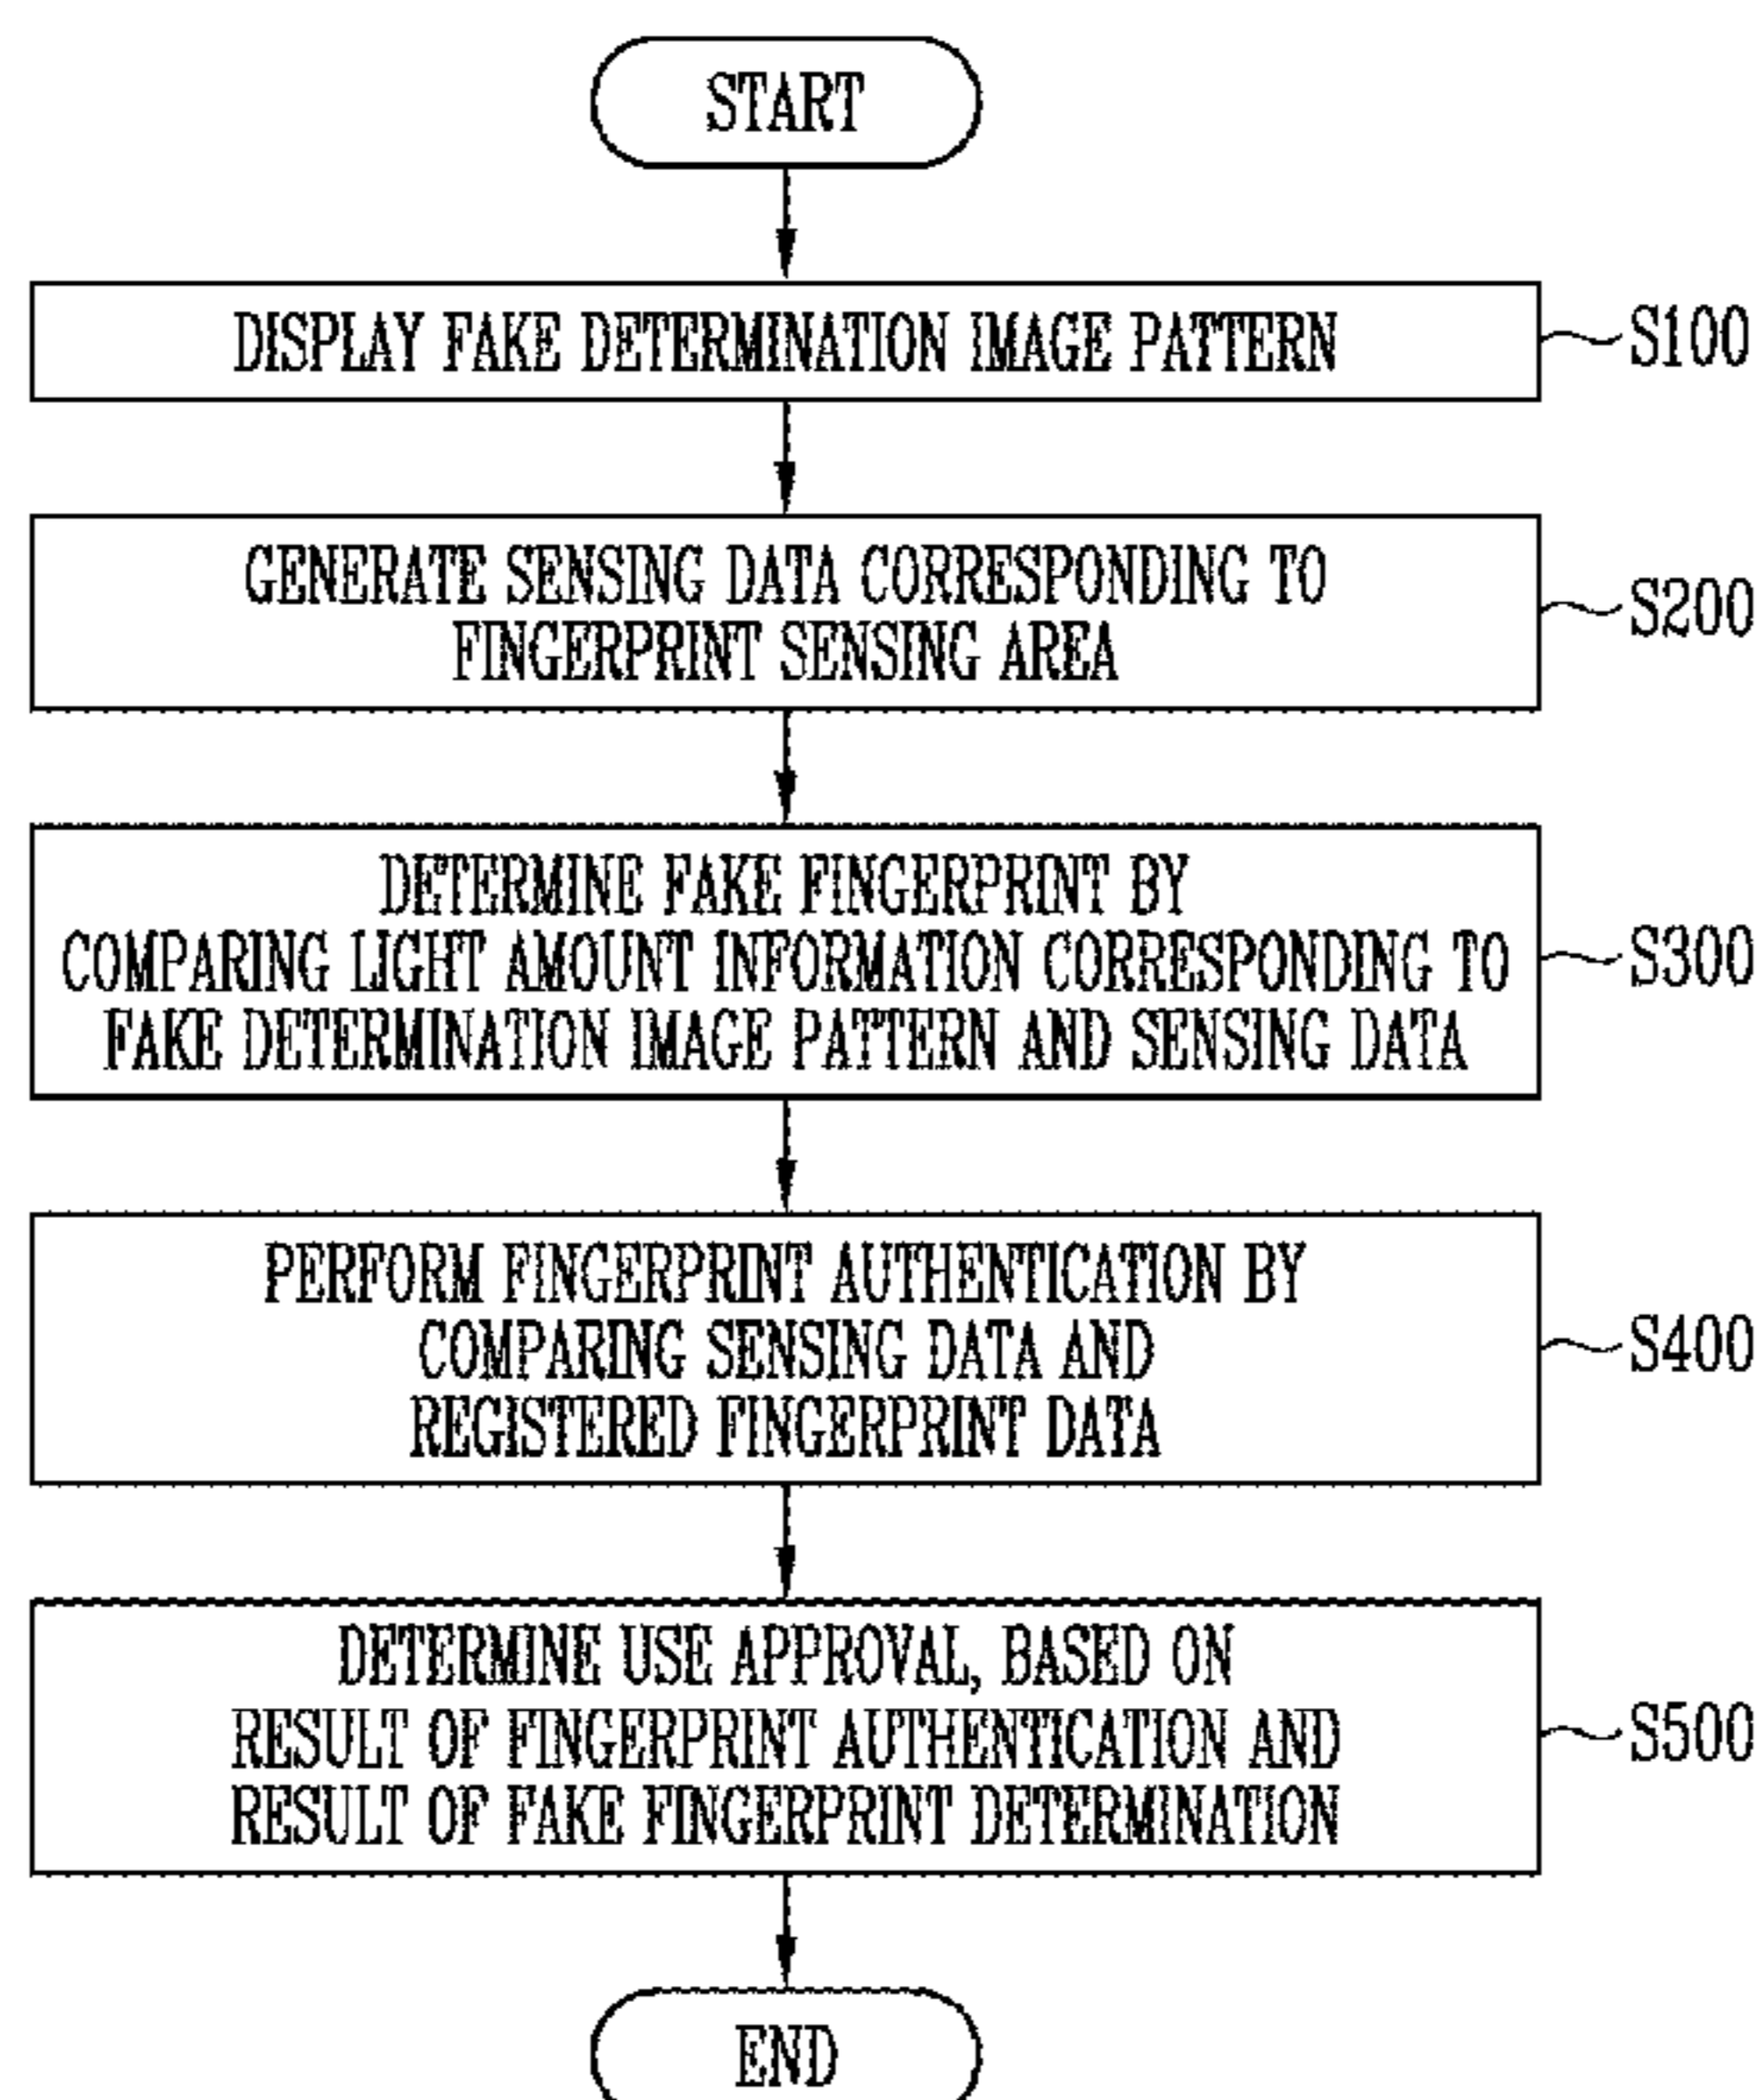 START
DISPLAY FAKE DETERMINATION IMAGE PATTERN
S100
GENERATE SENSING DATA CORRESPONDING TO
FINGERPRINT SENSING AREA
S200
DETERMINE FAKE FINGERPRINT BY
COMPARING LIGHT AMOUNT INFORMATION CORRESPONDING TO
FAKE DETERMINATION IMAGE PATTERN AND SENSING DATA
S300
PERFORM FINGERPRINT AUTHENTICATION BY
COMPARING SENSING DATA AND
REGISTERED FINGERPRINT DATA
S400
DETERMINE USE APPROVAL, BASED ON
RESULT OF FINGERPRINT AUTHENTICATION AND
RESULT OF FAKE FINGERPRINT DETERMINATION
S500
END